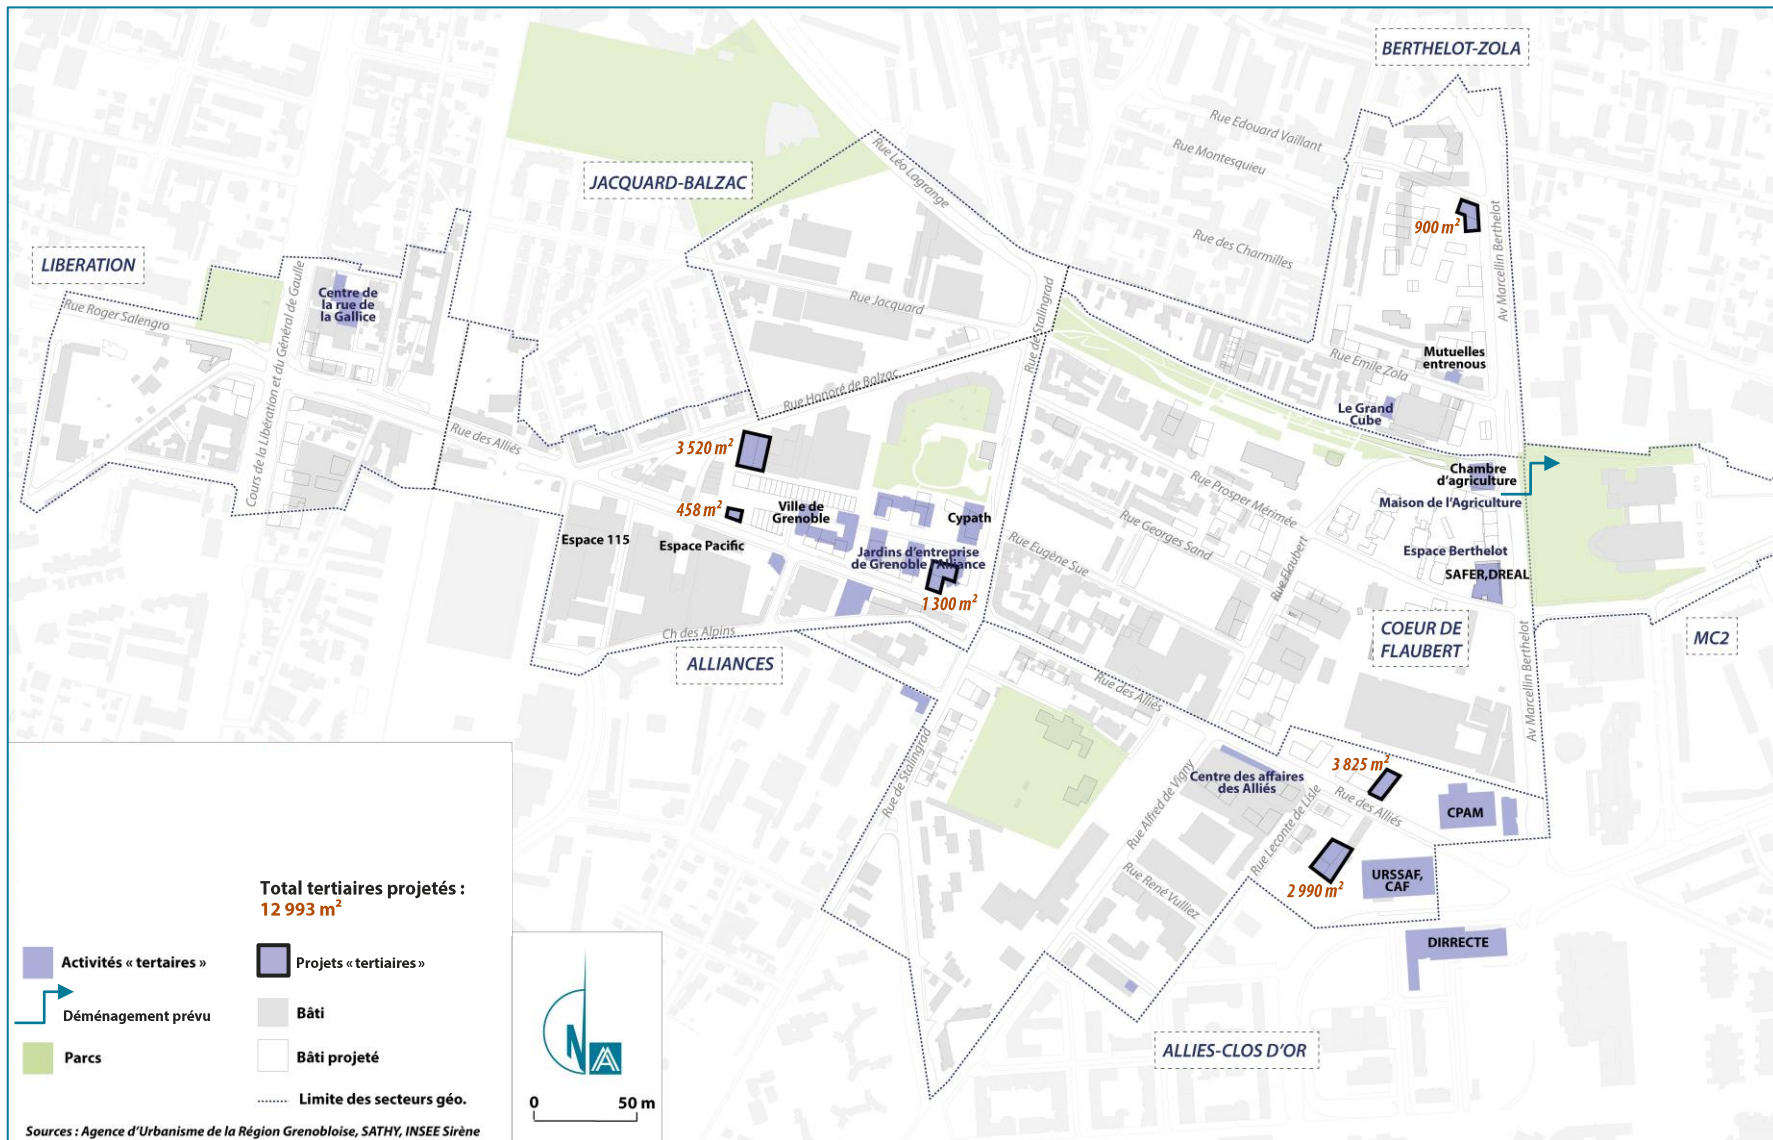 BERTHELOT-ZOLA
Rue Edouard Vaillant
Rue Montesquieu
Rue Léo Lagrange
JACQUARD-BALZAC
900 m²
Av Marcellin Berthelot
Rue des Charmilles
LIBERATION
Cours de la Libération et du Général de Gaulle
Centre de
la rue de
la Gallice
Rue Roger Salengro
Rue Jacquard
Rue de Stalingrad
Rue Emile Zola
Mutuelles
entrenous
Rue Honoré de Balzac
Le Grand
Cube
Rue des Alliés
3 520 m²
Chambre
d'agriculture
Maison de l'Agriculture
Rue Prosper Mérimée
458 m²
Ville de
Grenoble
Cypath
Rue Georges Sand
Espace 115
Espace Pacific
Rue Eugène Sue
Jardins d'entreprise
de Grenoble "Alliance
Espace Berthelot
SAFER,DREAL
Rue Flaubert
1 300 m²
Ch des Alpins
COEUR DE
FLAUBERT
MC2
ALLIANCES
Av Marcellin Berthelot
Rue des Alliés
Rue de Stalingrad
3 825 m²
Centre des affaires
des Alliés
Rue Alfred de Vigny
Rue Leconte de Lisle
Rue des Alliés
CPAM
Rue René Vulliez
2 990 m²
URSSAF,
CAF
DIRRECTE
ALLIES-CLOS D'OR
Total tertiaires projetés :
12 993 m²
Activités « tertaires »
Projets « tertiaires »
Déménagement prévu
Bâti
Parcs
Bâti projeté
Limite des secteurs géo.
N
0 50 m
Sources : Agence d'Urbanisme de la Région Grenobloise, SATHY, INSEE Sirène